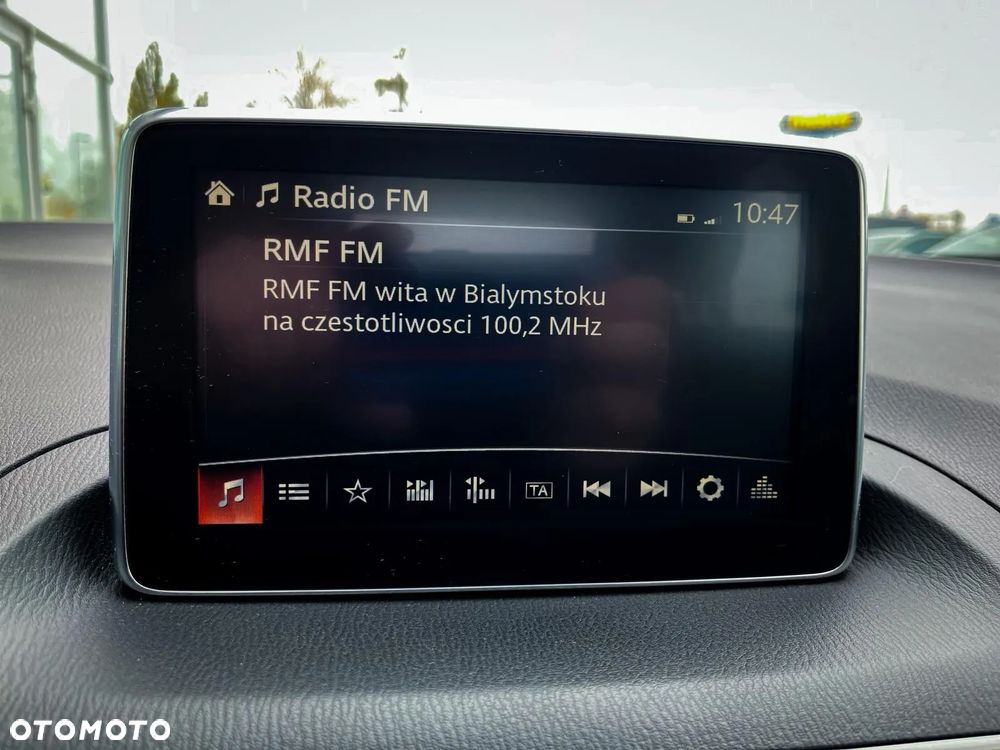 Radio FM
10:47
RMF FM
RMF FM wita w Bialymstoku
na czestotliwosci 100,2 MHz
TA
OTOMOTO